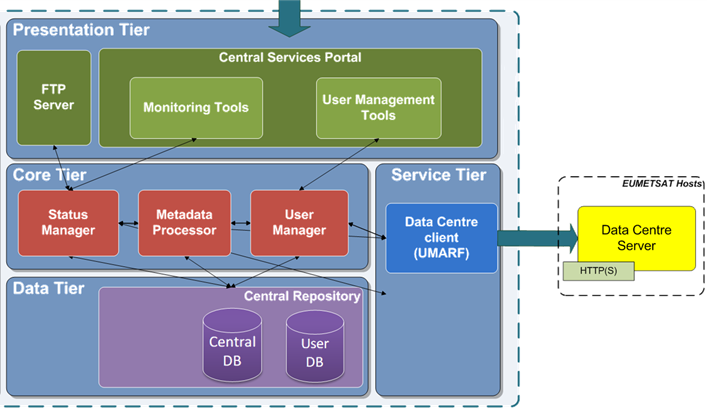 Presentation Tier
Central Services Portal
FTP
Server
Monitoring Tools
User Management
Tools
Core Tier
Service Tier
Status
Manager
Metadata
Processor
User
Manager
Data Centre
client
(UMARF)
EUMETSAT Hosts
Data Centre
Server
HTTP(S)
Data Tier
Central Repository
Central
DB
User
DB